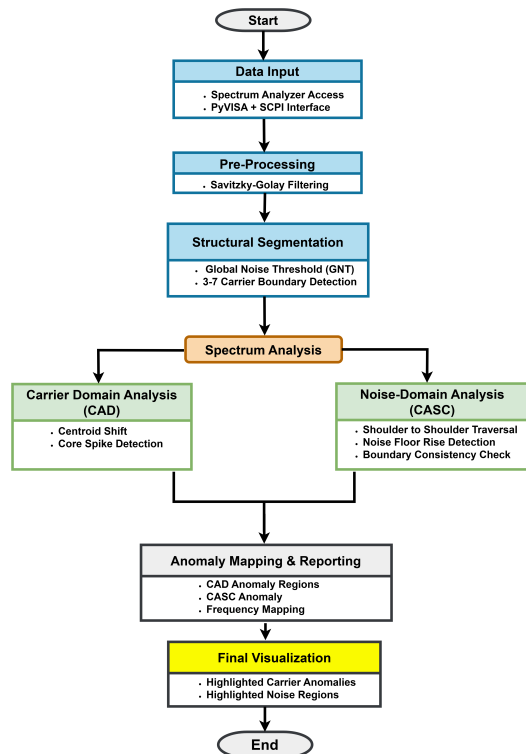 Start
Data Input
• Spectrum Analyzer Access
• PyVISA + SCPI Interface
Pre-Processing
• Savitzky-Golay Filtering
Structural Segmentation
• Global Noise Threshold (GNT)
• 3-7 Carrier Boundary Detection
Spectrum Analysis
Carrier Domain Analysis
(CAD)
• Centroid Shift
• Core Spike Detection
Noise-Domain Analysis
(CASC)
• Shoulder to Shoulder Traversal
• Noise Floor Rise Detection
• Boundary Consistency Check
Anomaly Mapping & Reporting
• CAD Anomaly Regions
• CASC Anomaly
• Frequency Mapping
Final Visualization
• Highlighted Carrier Anomalies
• Highlighted Noise Regions
End